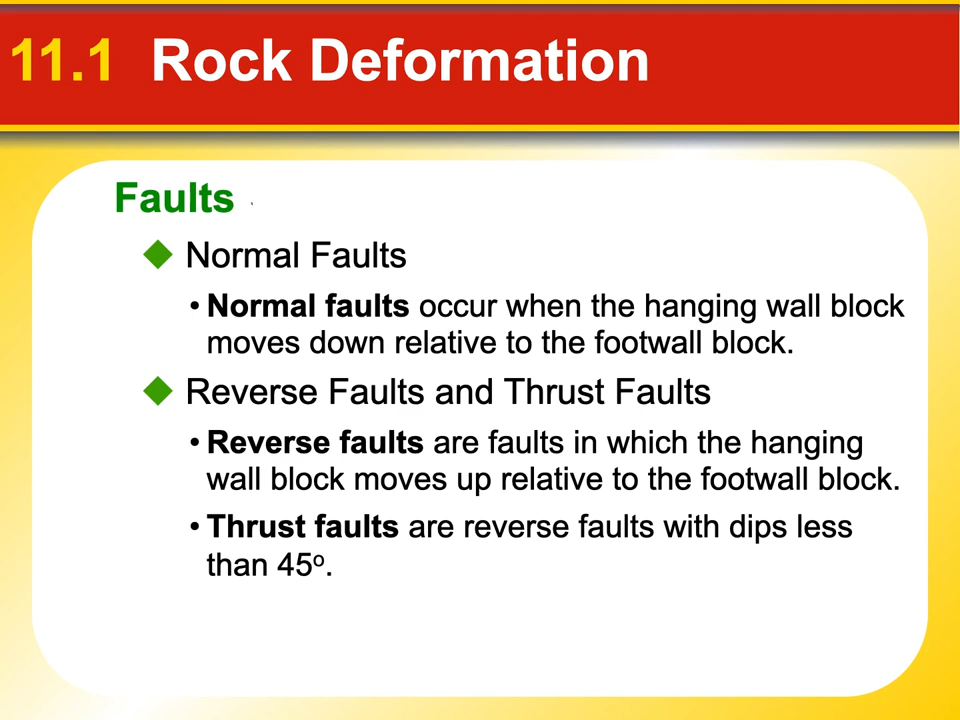 11.1 Rock Deformation
Faults
◆ Normal Faults
• Normal faults occur when the hanging wall block
moves down relative to the footwall block.
◆ Reverse Faults and Thrust Faults
• Reverse faults are faults in which the hanging
wall block moves up relative to the footwall block.
• Thrust faults are reverse faults with dips less
than 45º.